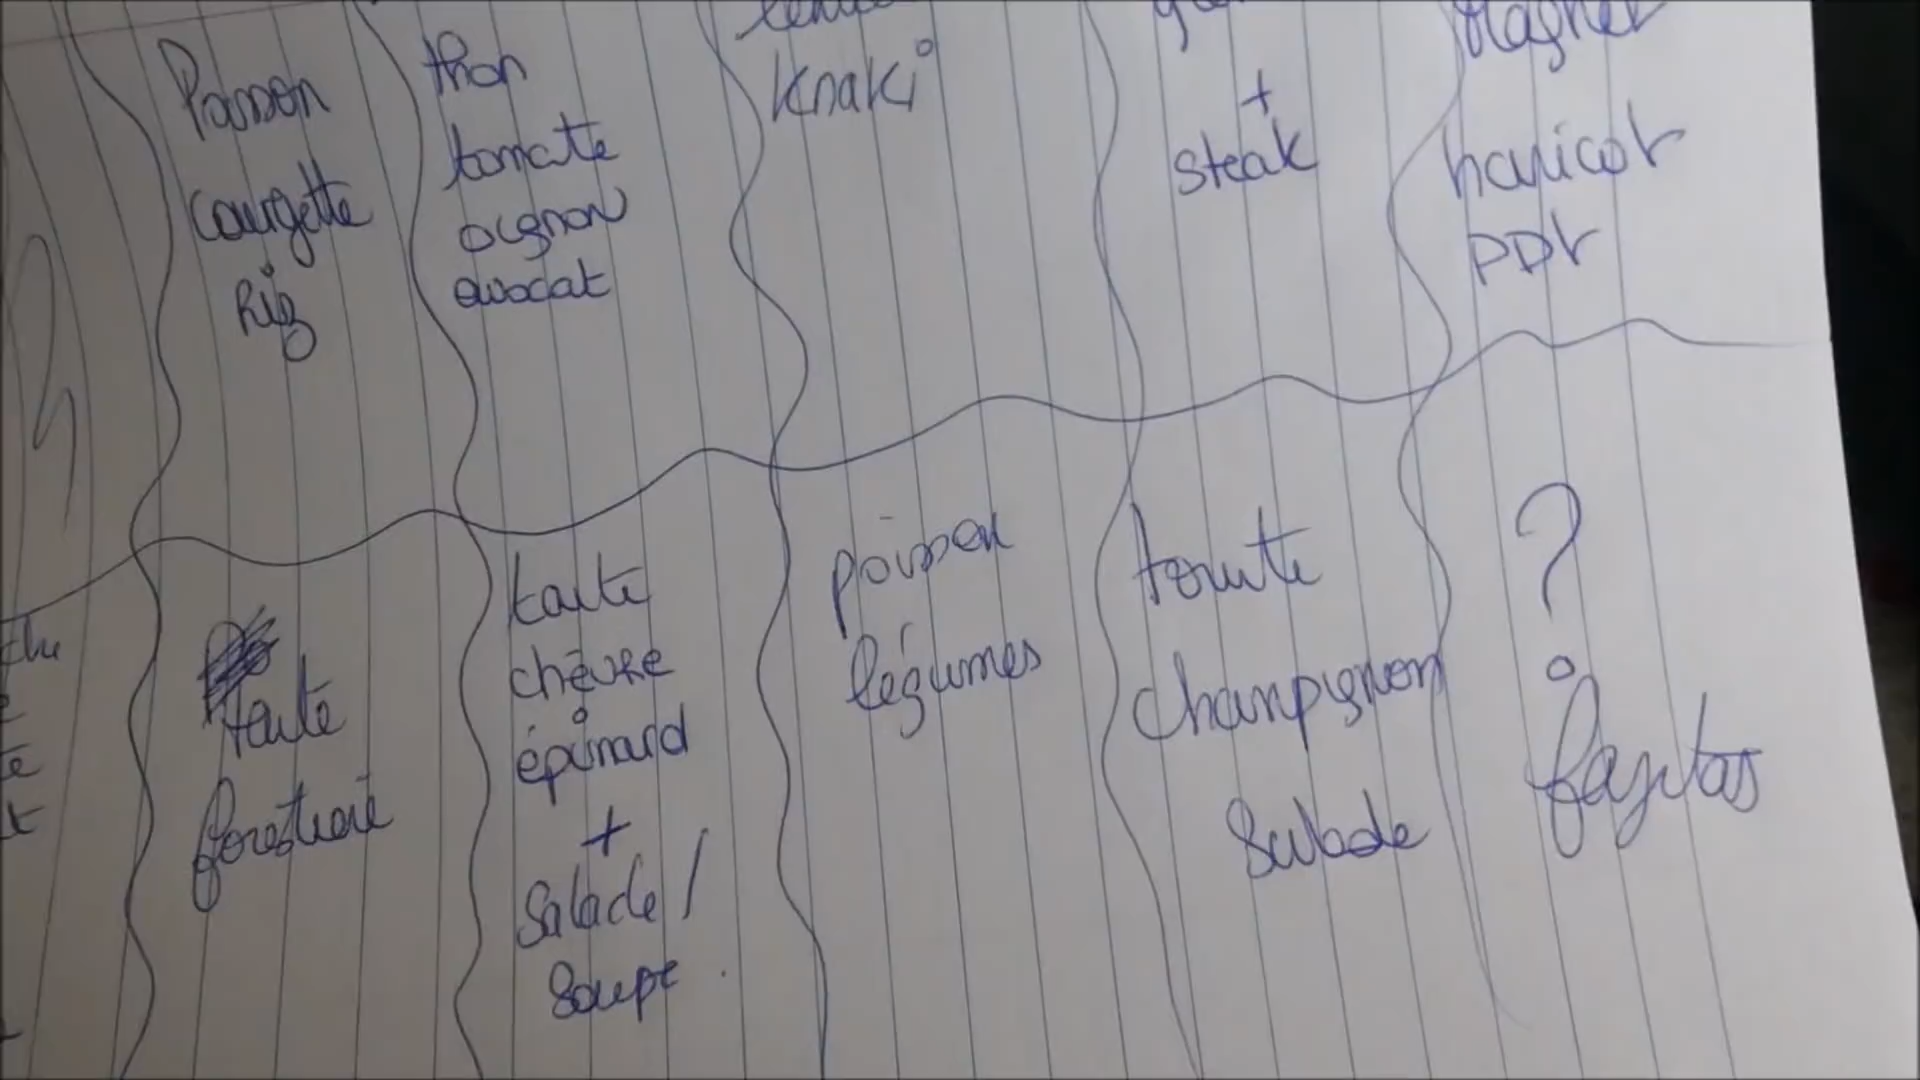 Poisson
courgette
Riz
thon
tomate
oignon
avocat
Knaki
+
steak
haricot
PDt
tarte
forestière
tarte
chèvre
épinard
+
Salade /
Soupe
poisson
légumes
tourte
champignon
Salade
?
fajitas